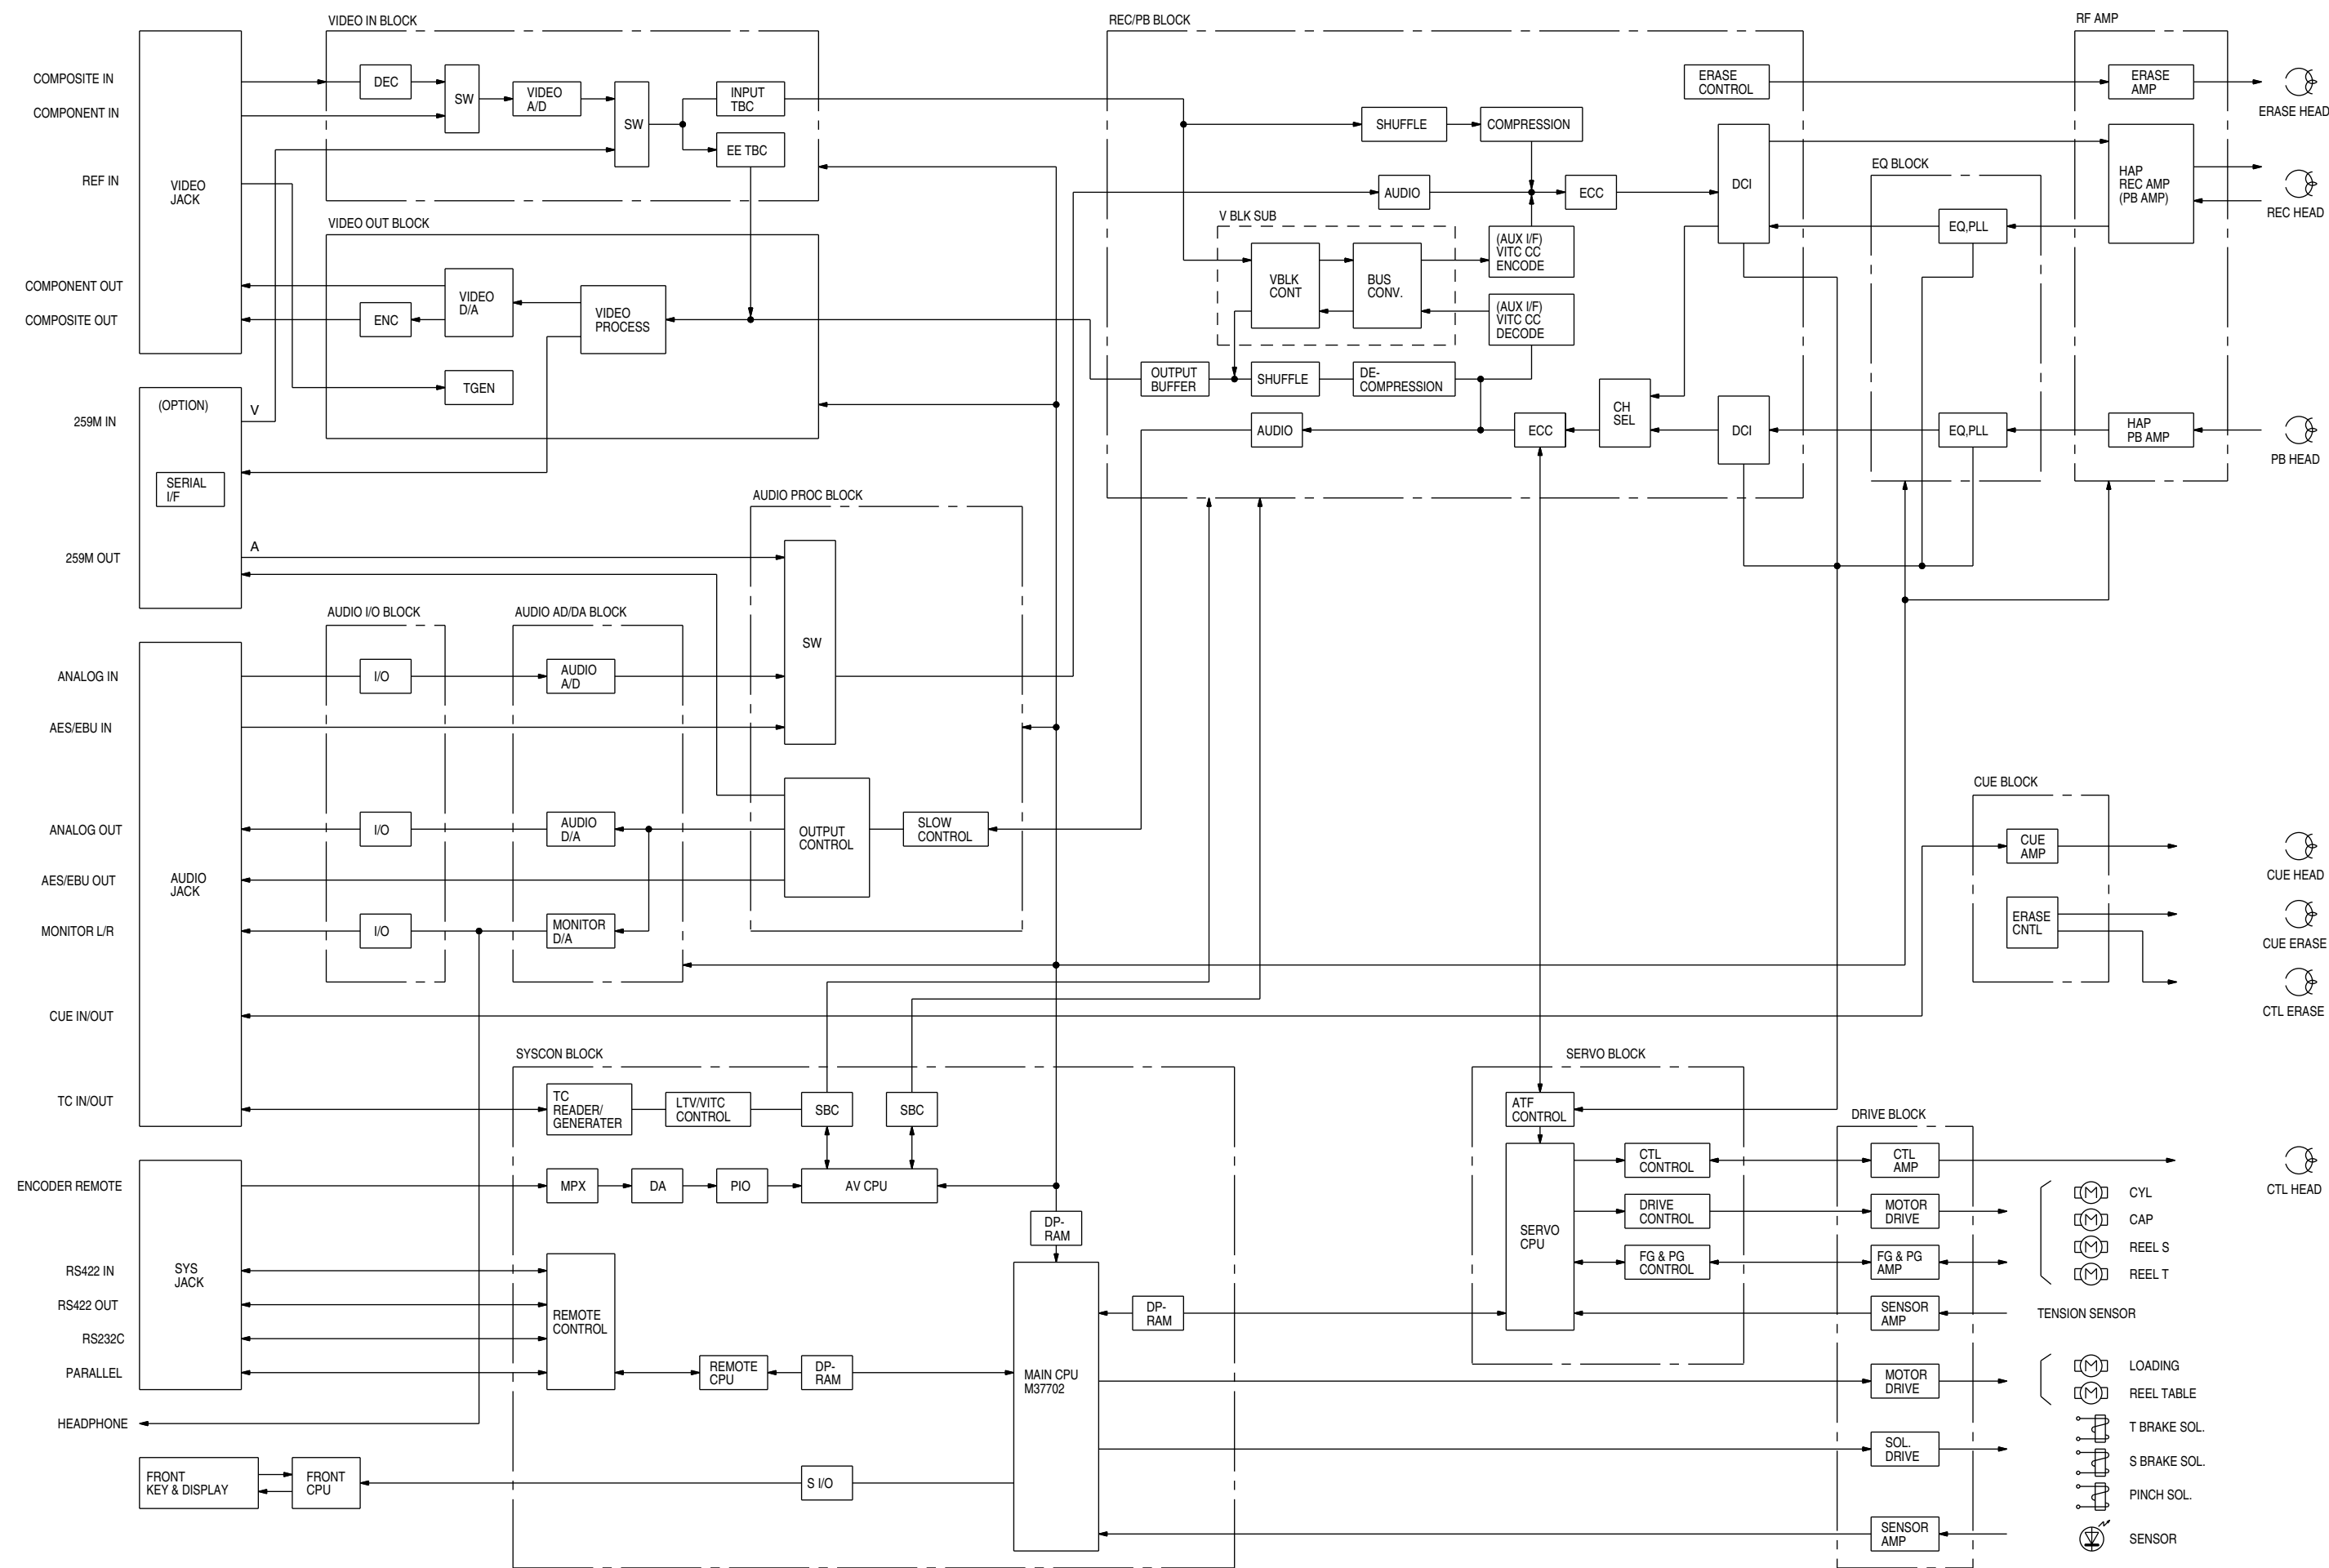 VIDEO IN BLOCK
REC/PB BLOCK
RF AMP
COMPOSITE IN
COMPONENT IN
REF IN
VIDEO
JACK
COMPONENT OUT
COMPOSITE OUT
DEC
SW
VIDEO
A/D
SW
INPUT
TBC
EE TBC
VIDEO OUT BLOCK
VIDEO
D/A
ENC
VIDEO
PROCESS
TGEN
ERASE
CONTROL
SHUFFLE
COMPRESSION
AUDIO
ECC
DCI
V BLK SUB
VBLK
CONT
BUS
CONV.
(AUX I/F)
VITC CC
ENCODE
(AUX I/F)
VITC CC
DECODE
OUTPUT
BUFFER
SHUFFLE
DE-
COMPRESSION
AUDIO
ECC
CH
SEL
DCI
EQ BLOCK
EQ,PLL
EQ,PLL
ERASE
AMP
HAP
REC AMP
(PB AMP)
HAP
PB AMP
ERASE HEAD
REC HEAD
PB HEAD
259M IN
(OPTION)
V
SERIAL
I/F
259M OUT
A
AUDIO PROC BLOCK
SW
OUTPUT
CONTROL
SLOW
CONTROL
AUDIO I/O BLOCK
AUDIO AD/DA BLOCK
ANALOG IN
AES/EBU IN
ANALOG OUT
AES/EBU OUT
MONITOR L/R
CUE IN/OUT
TC IN/OUT
AUDIO
JACK
I/O
AUDIO
A/D
I/O
AUDIO
D/A
I/O
MONITOR
D/A
CUE BLOCK
CUE
AMP
ERASE
CNTL
CUE HEAD
CUE ERASE
CTL ERASE
SYSCON BLOCK
TC
READER/
GENERATER
LTV/VITC
CONTROL
SBC
SBC
MPX
DA
PIO
AV CPU
DP-
RAM
ENCODER REMOTE
RS422 IN
RS422 OUT
RS232C
PARALLEL
SYS
JACK
REMOTE
CONTROL
REMOTE
CPU
DP-
RAM
MAIN CPU
M37702
DP-
RAM
HEADPHONE
FRONT
KEY & DISPLAY
FRONT
CPU
S I/O
SERVO BLOCK
ATF
CONTROL
SERVO
CPU
CTL
CONTROL
DRIVE
CONTROL
FG & PG
CONTROL
DRIVE BLOCK
CTL
AMP
MOTOR
DRIVE
FG & PG
AMP
SENSOR
AMP
MOTOR
DRIVE
SOL.
DRIVE
SENSOR
AMP
CTL HEAD
M CYL
M CAP
M REEL S
M REEL T
TENSION SENSOR
M LOADING
M REEL TABLE
T BRAKE SOL.
S BRAKE SOL.
PINCH SOL.
SENSOR